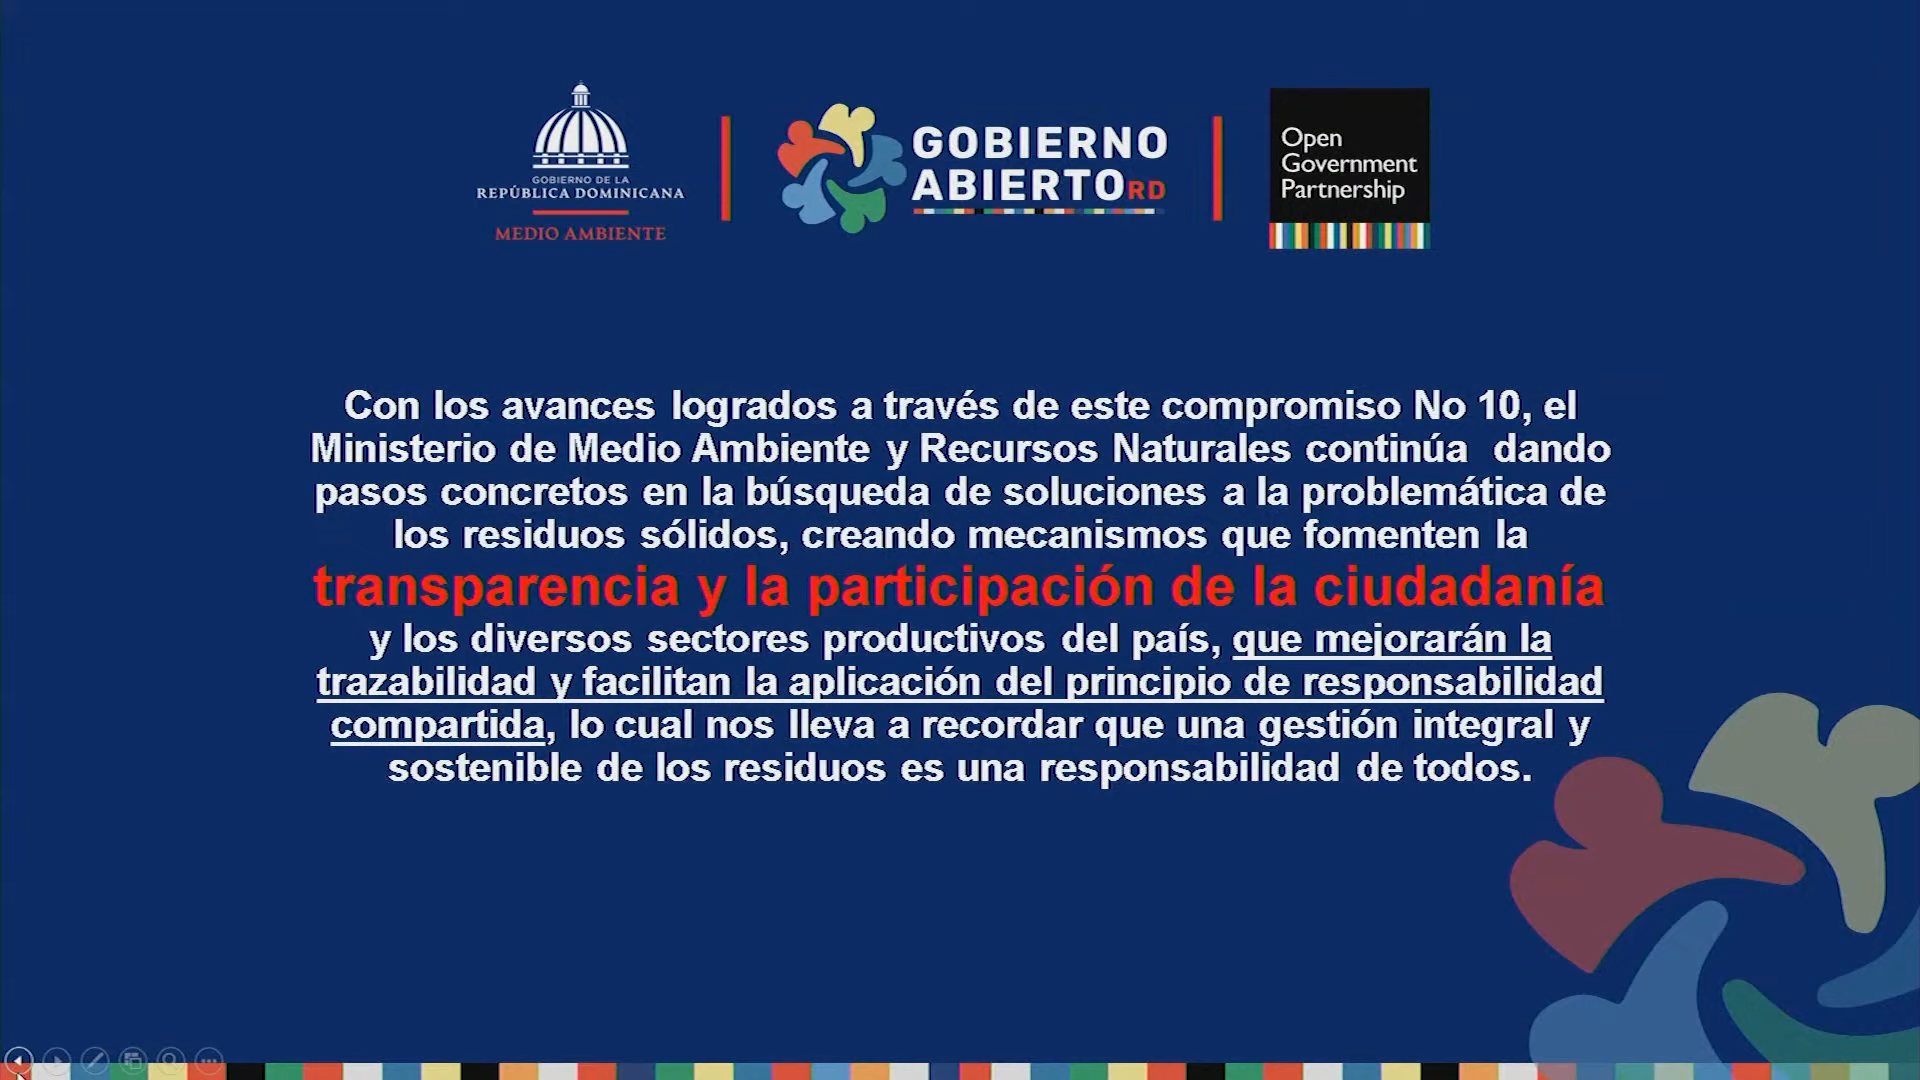 GOBIERNO DE LA
REPÚBLICA DOMINICANA
MEDIO AMBIENTE
GOBIERNO
ABIERTO RD
Open
Government
Partnership
Con los avances logrados a través de este compromiso No 10, el
Ministerio de Medio Ambiente y Recursos Naturales continúa dando
pasos concretos en la búsqueda de soluciones a la problemática de
los residuos sólidos, creando mecanismos que fomenten la
transparencia y la participación de la ciudadanía
y los diversos sectores productivos del país, que mejorarán la
trazabilidad y facilitan la aplicación del principio de responsabilidad
compartida, lo cual nos lleva a recordar que una gestión integral y
sostenible de los residuos es una responsabilidad de todos.